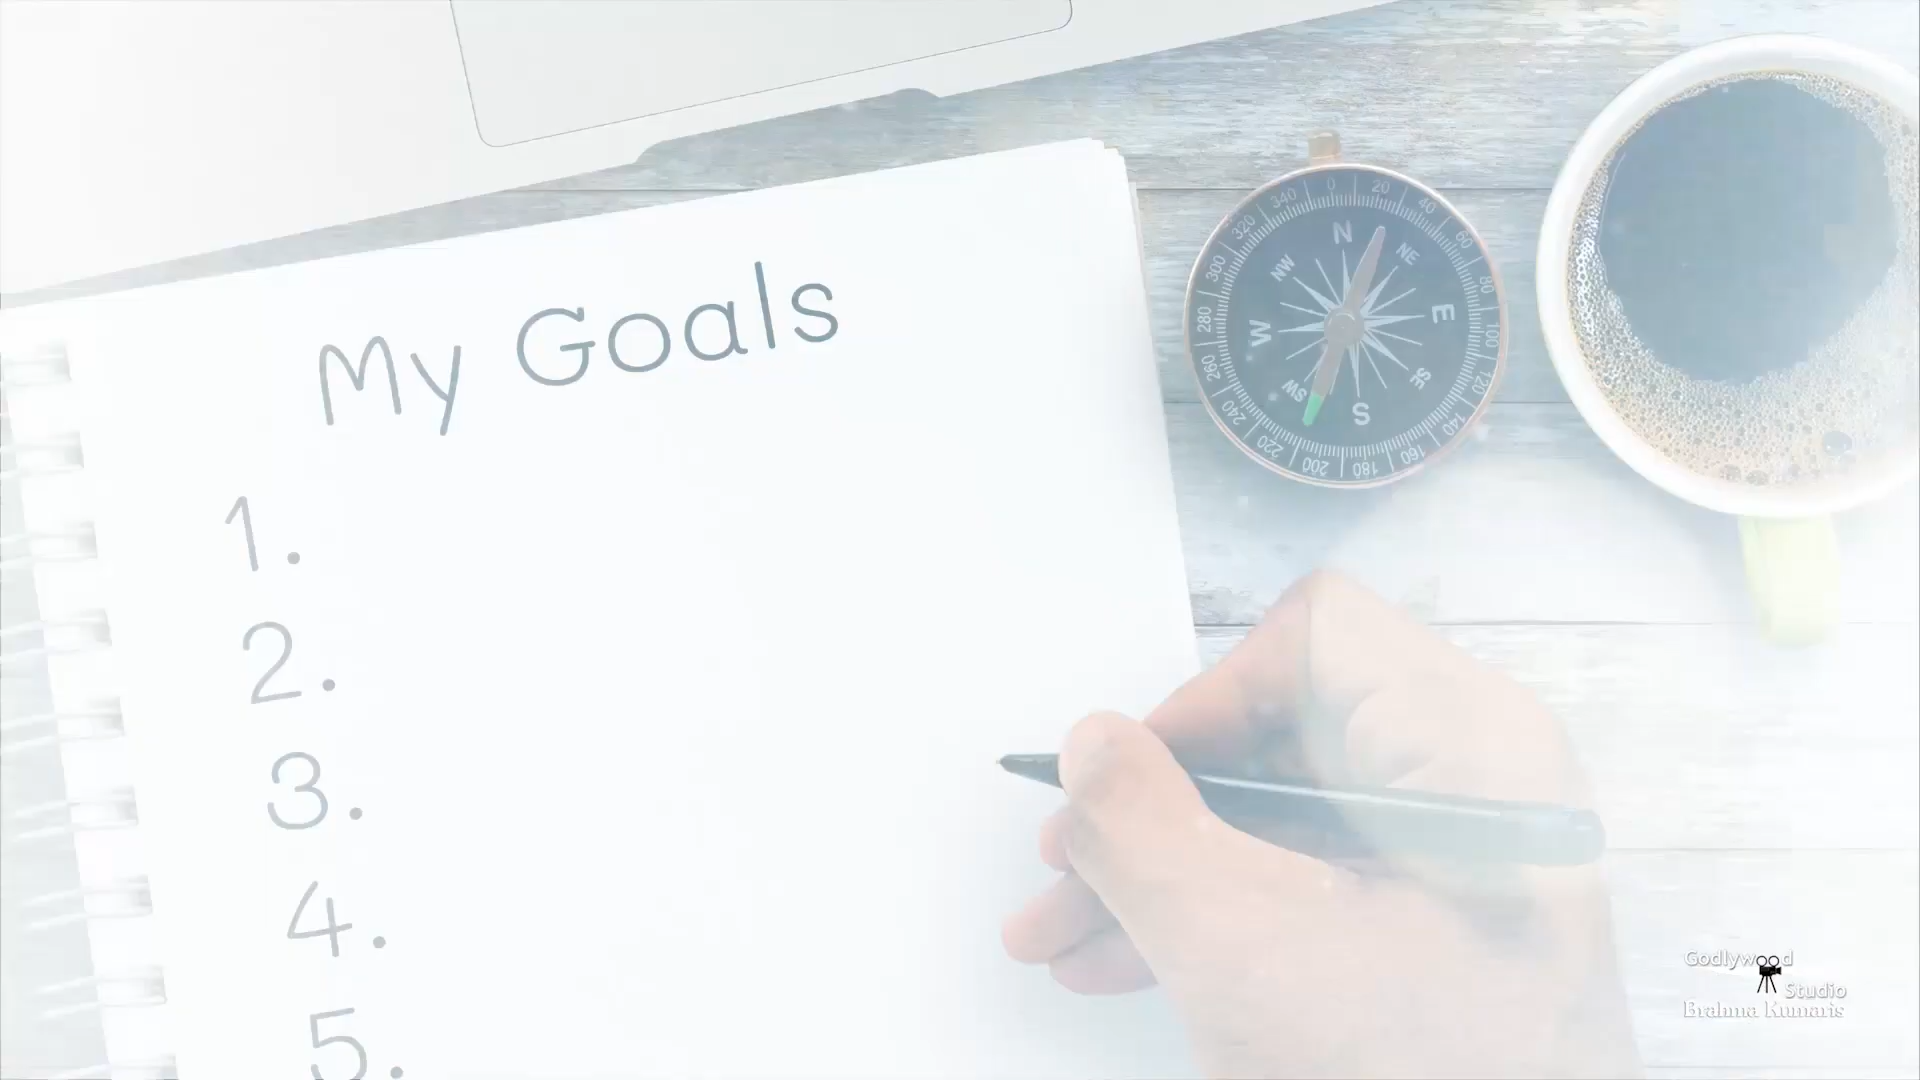 My Goals
1.
2.
3.
4.
5.
0 20 40 60 80 100 120 140 160 180 200 220 240 260 280 300 320 340
N NE E SE S SW W NW
Godlywood
Studio
Brahma Kumaris